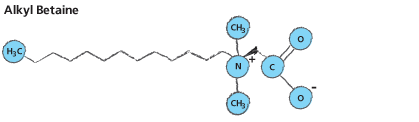 Alkyl Betaine
CH₃
O
H₃C
N
+
C
CH₃
O
-